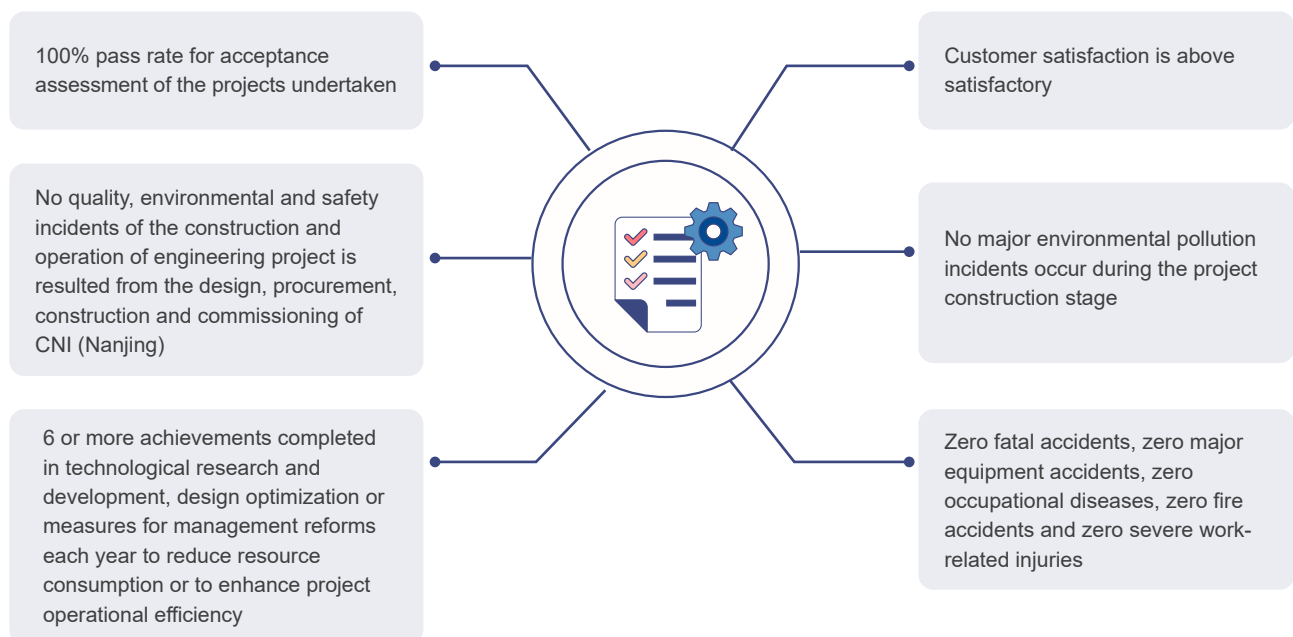 100% pass rate for acceptance
assessment of the projects undertaken
No quality, environmental and safety
incidents of the construction and
operation of engineering project is
resulted from the design, procurement,
construction and commissioning of
CNI (Nanjing)
6 or more achievements completed
in technological research and
development, design optimization or
measures for management reforms
each year to reduce resource
consumption or to enhance project
operational efficiency
Customer satisfaction is above
satisfactory
No major environmental pollution
incidents occur during the project
construction stage
Zero fatal accidents, zero major
equipment accidents, zero
occupational diseases, zero fire
accidents and zero severe work-
related injuries